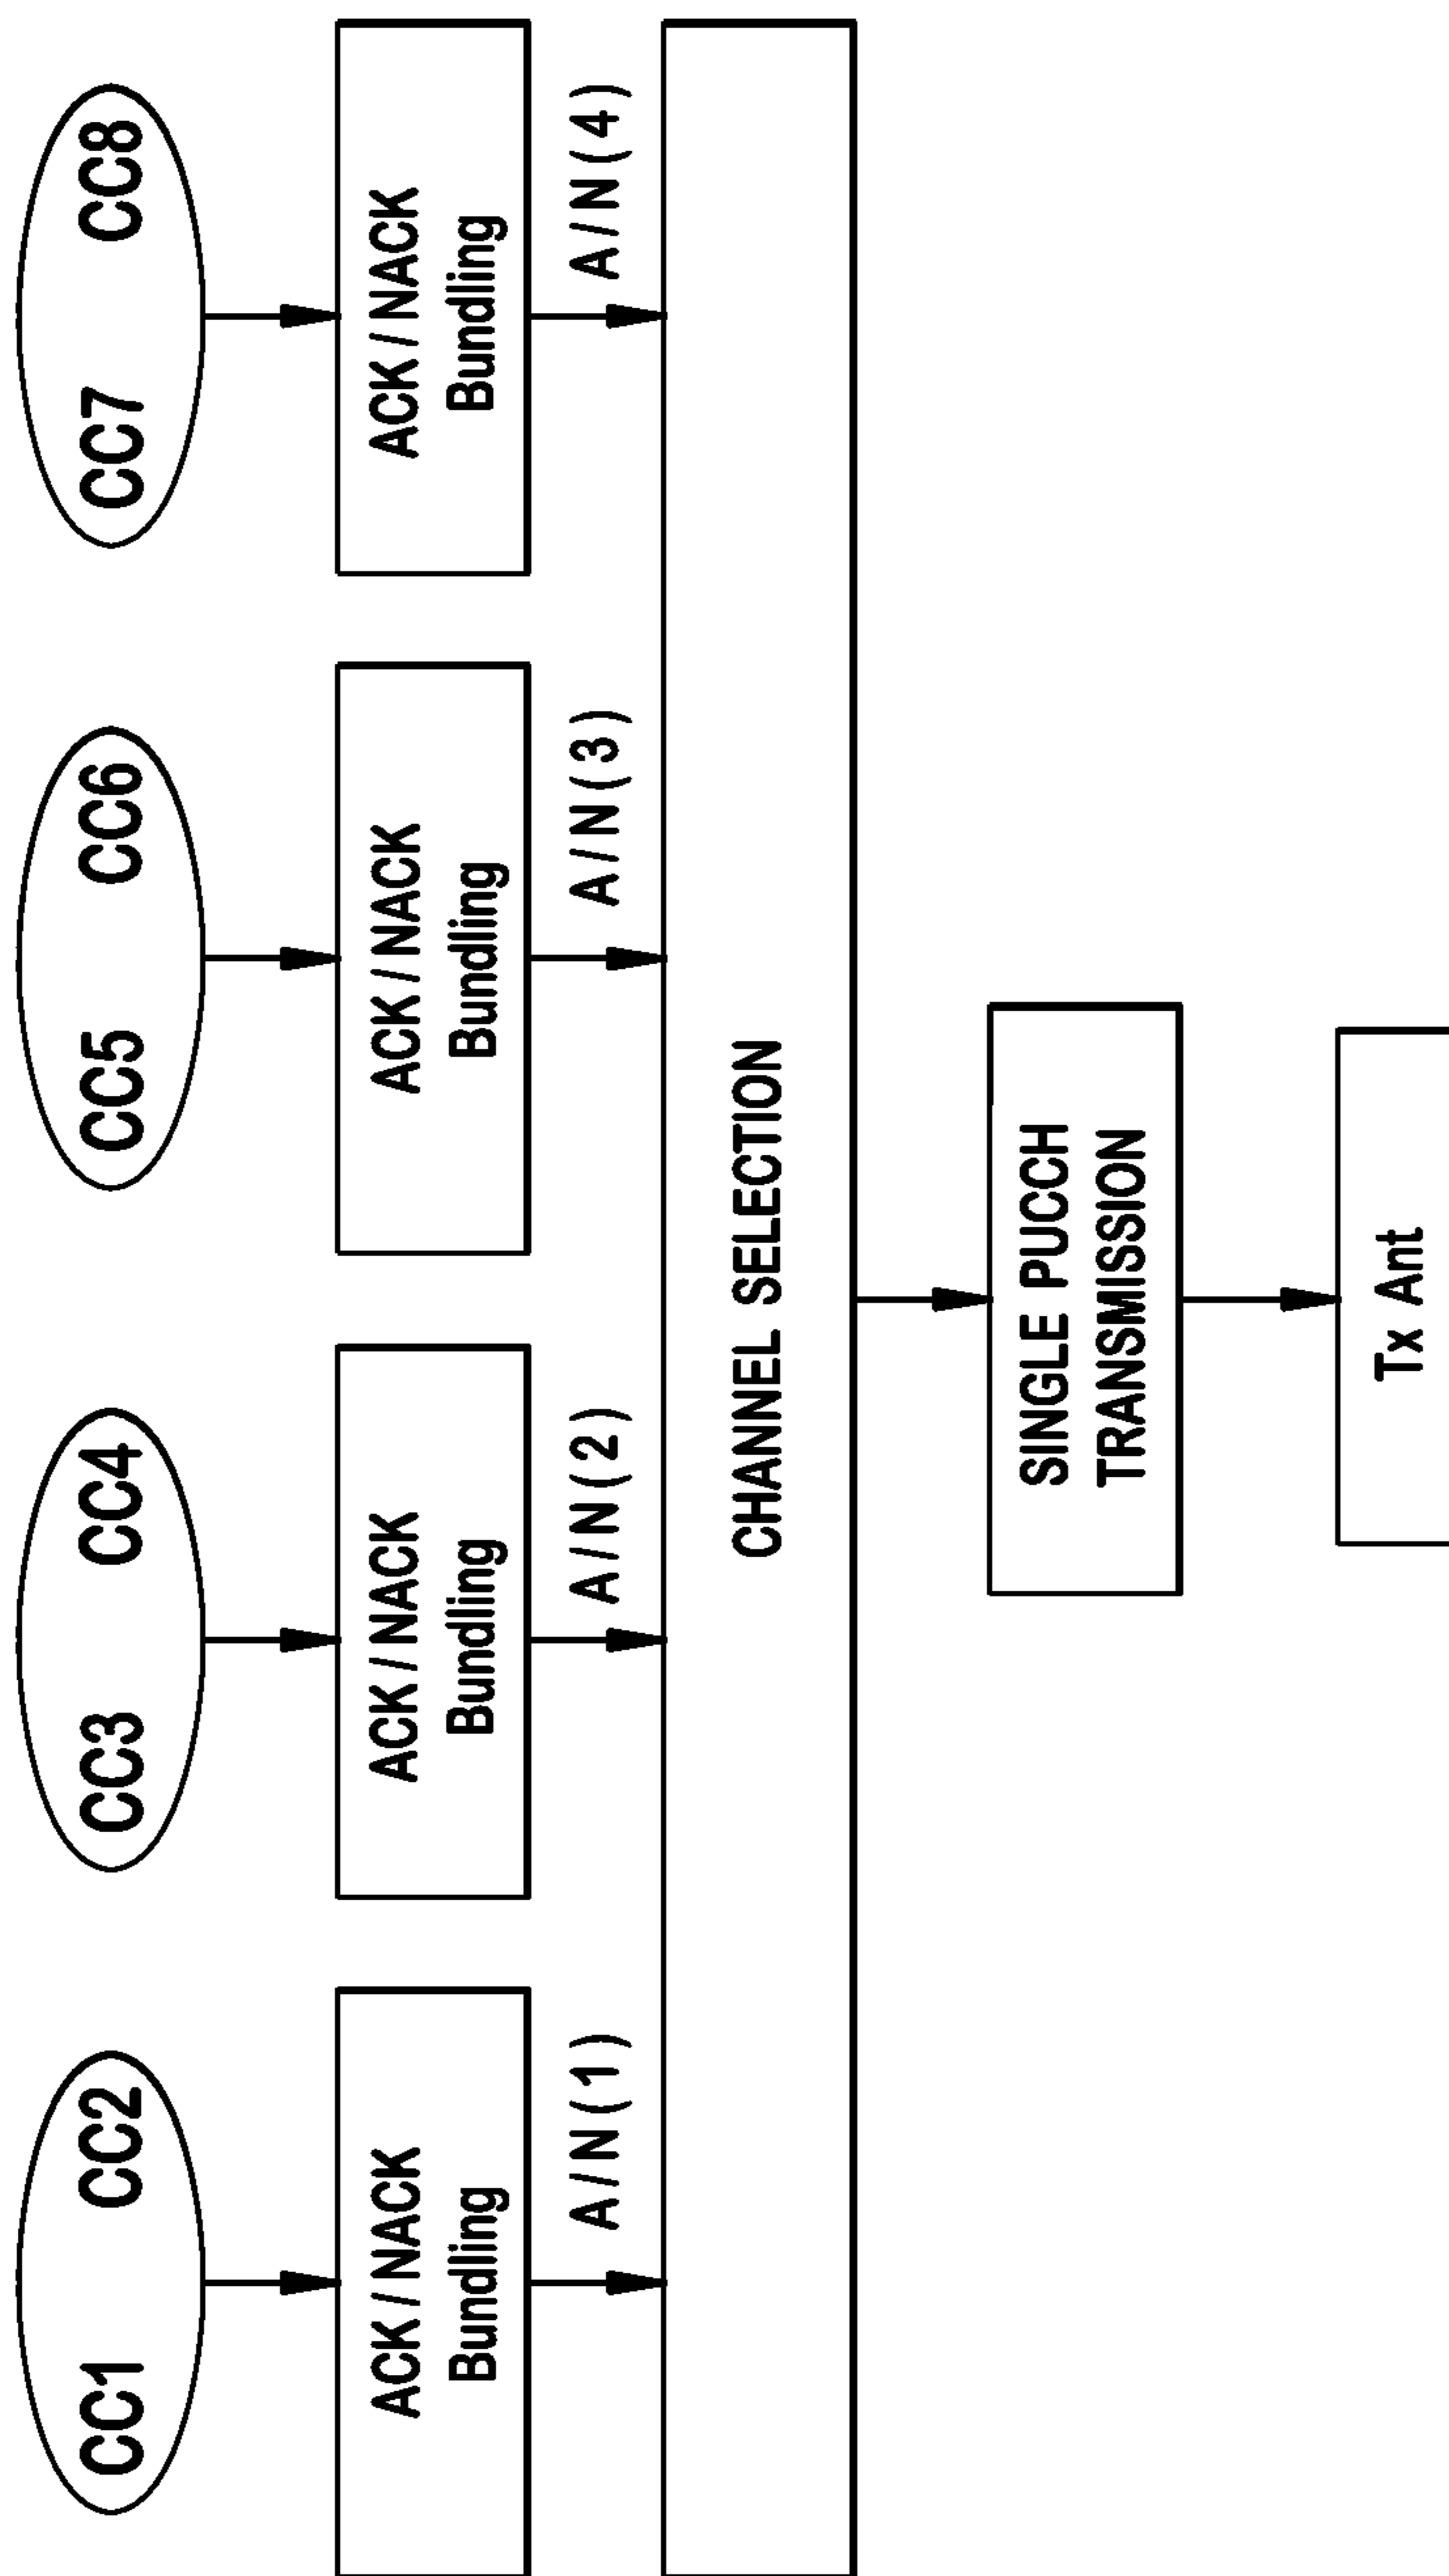 CC1 CC2 CC3 CC4 CC5 CC6 CC7 CC8
ACK / NACK
Bundling
ACK / NACK
Bundling
ACK / NACK
Bundling
ACK / NACK
Bundling
A / N ( 1 )
A / N ( 2 )
A / N ( 3 )
A / N ( 4 )
CHANNEL SELECTION
SINGLE PUCCH
TRANSMISSION
Tx Ant